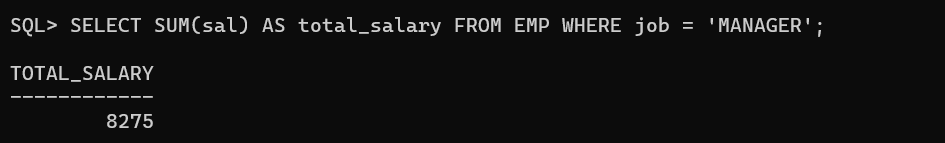 SQL> SELECT SUM(sal) AS total_salary FROM EMP WHERE job = 'MANAGER';
TOTAL_SALARY
------------
8275